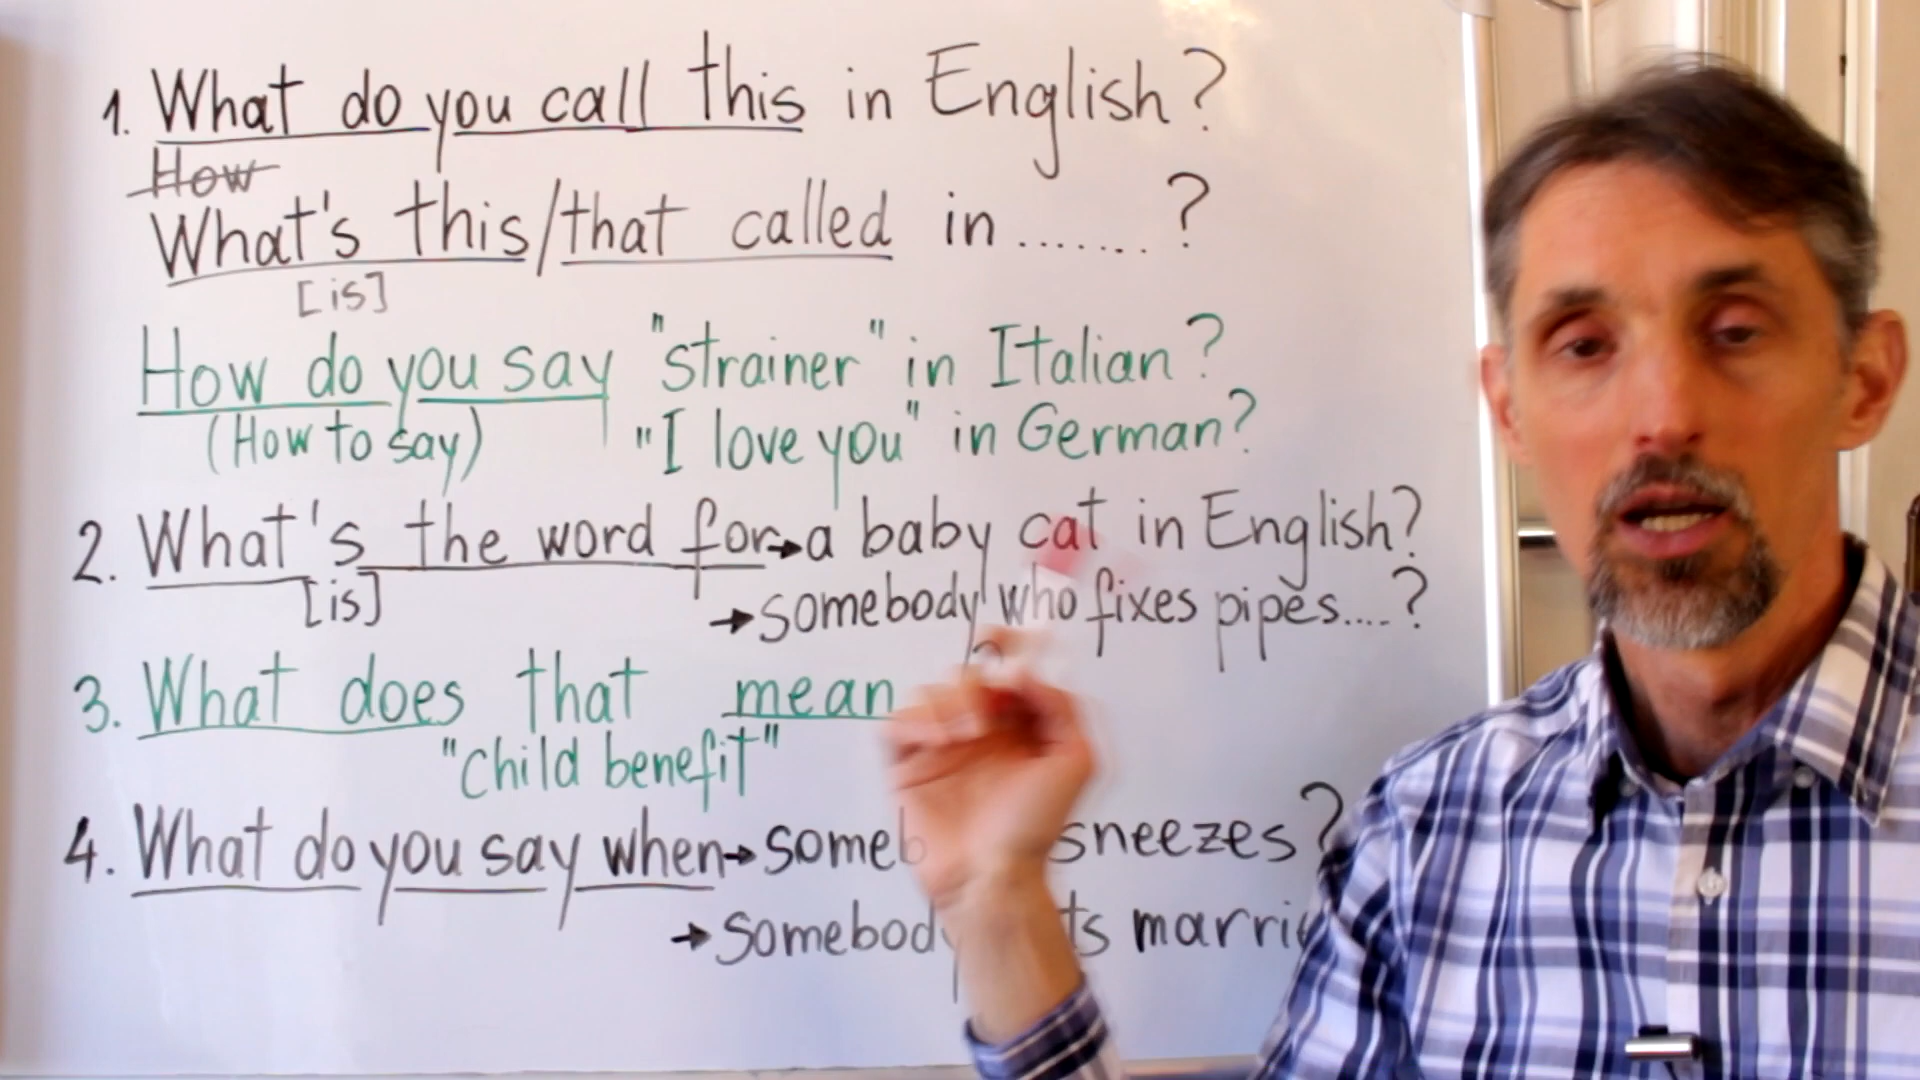 1. What do you call this in English?
How
What's this/that called in .......?
[is]
How do you say "strainer" in Italian?
(How to say) "I love you" in German?
2. What's the word for→a baby cat in English?
[is] →somebody who fixes pipes....?
3. What does that mean
"child benefit"
4. What do you say when→ sneezes?
→somebody